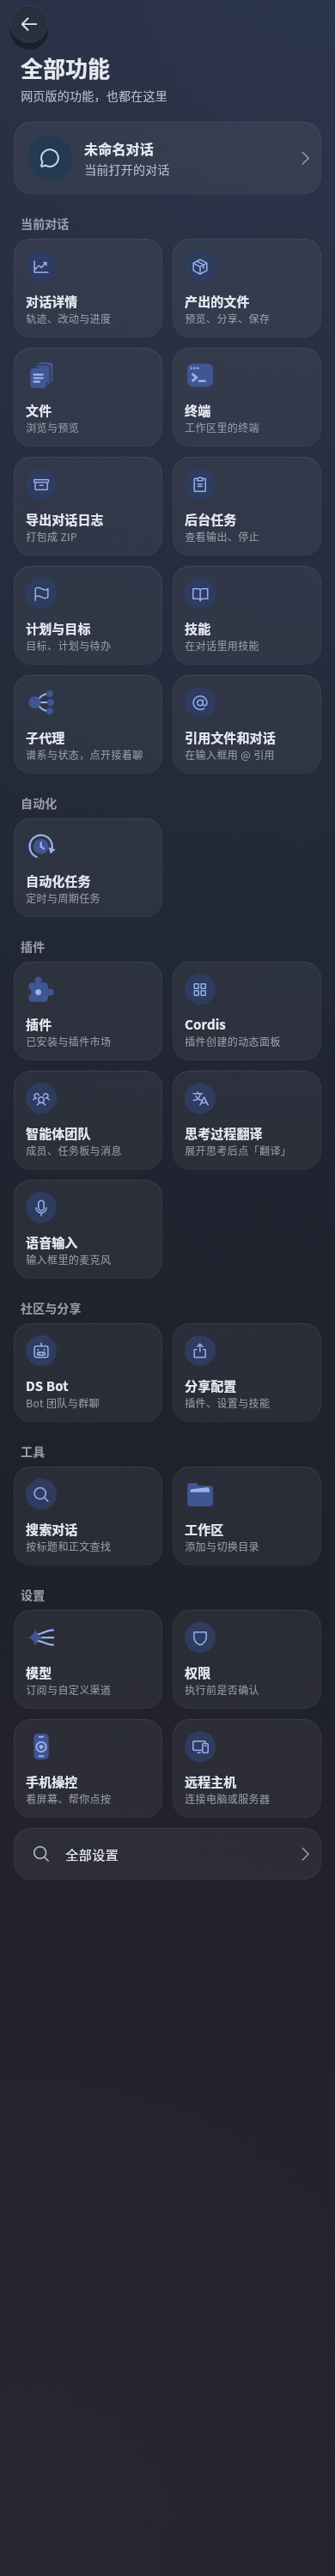 全部功能
网页版的功能，也都在这里
未命名对话
当前打开的对话
当前对话
对话详情
轨迹、改动与进度
产出的文件
预览、分享、保存
文件
浏览与预览
终端
工作区里的终端
导出对话日志
打包成 ZIP
后台任务
查看输出、停止
计划与目标
目标、计划与待办
技能
在对话里用技能
子代理
谱系与状态，点开接着聊
引用文件和对话
在输入框用 @ 引用
自动化
自动化任务
定时与周期任务
插件
插件
已安装与插件市场
Cordis
插件创建的动态面板
智能体团队
成员、任务板与消息
思考过程翻译
展开思考后点「翻译」
语音输入
输入框里的麦克风
社区与分享
DS Bot
Bot 团队与群聊
分享配置
插件、设置与技能
工具
搜索对话
按标题和正文查找
工作区
添加与切换目录
设置
模型
订阅与自定义渠道
权限
执行前是否确认
手机操控
看屏幕、帮你点按
远程主机
连接电脑或服务器
全部设置